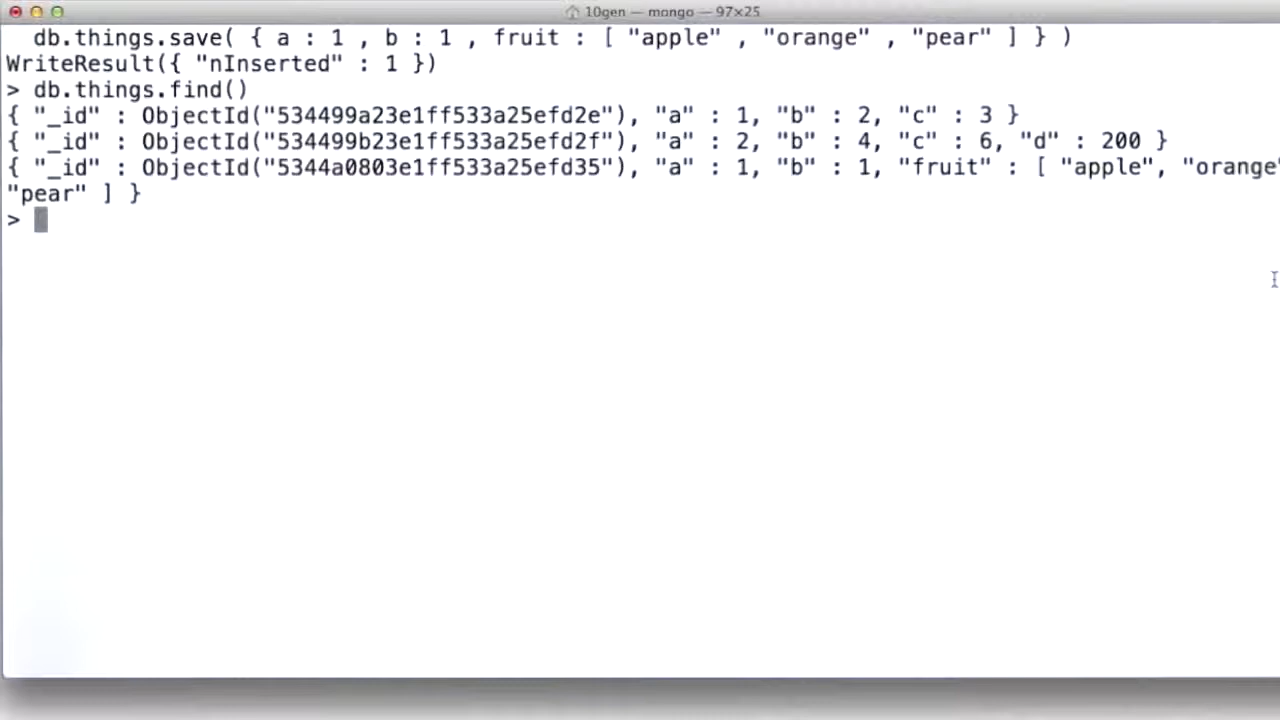 10gen — mongo — 97×25
db.things.save( { a : 1 , b : 1 , fruit : [ "apple" , "orange" , "pear" ] } )
WriteResult({ "nInserted" : 1 })
> db.things.find()
{ "_id" : ObjectId("534499a23e1ff533a25efd2e"), "a" : 1, "b" : 2, "c" : 3 }
{ "_id" : ObjectId("534499b23e1ff533a25efd2f"), "a" : 2, "b" : 4, "c" : 6, "d" : 200 }
{ "_id" : ObjectId("5344a0803e1ff533a25efd35"), "a" : 1, "b" : 1, "fruit" : [ "apple", "orange"
"pear" ] }
>